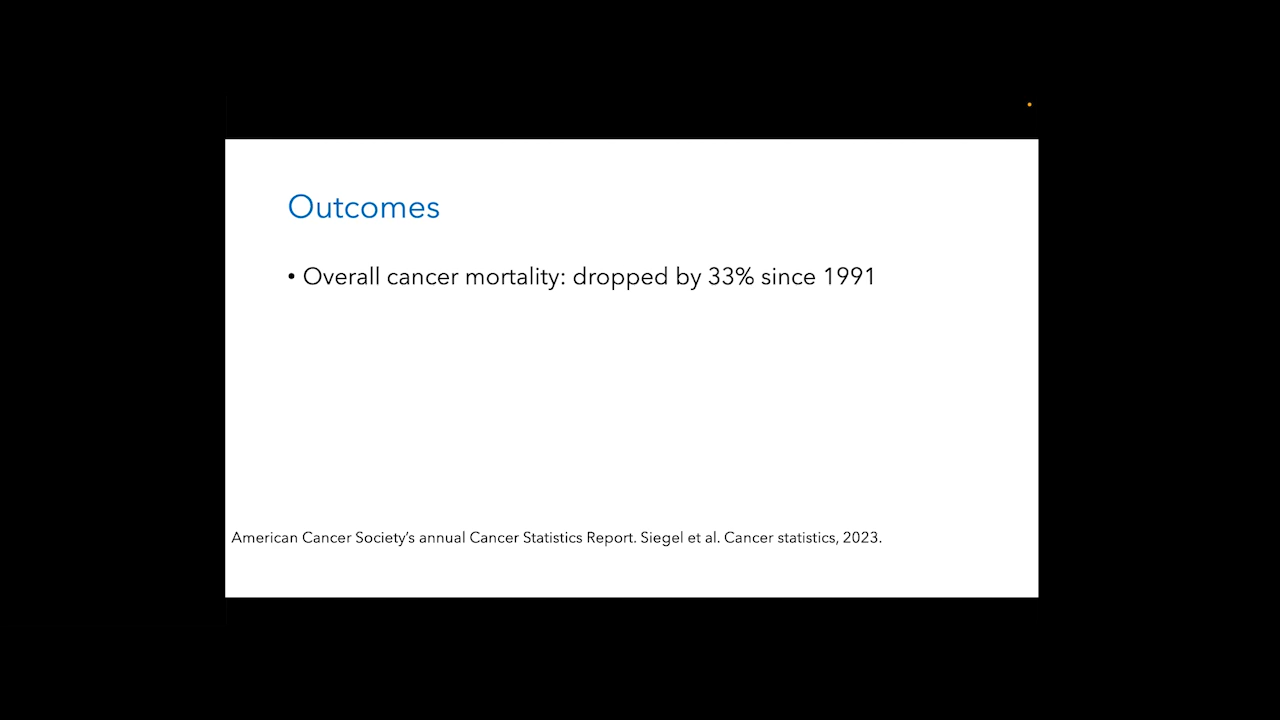 Outcomes
• Overall cancer mortality: dropped by 33% since 1991
American Cancer Society's annual Cancer Statistics Report. Siegel et al. Cancer statistics, 2023.